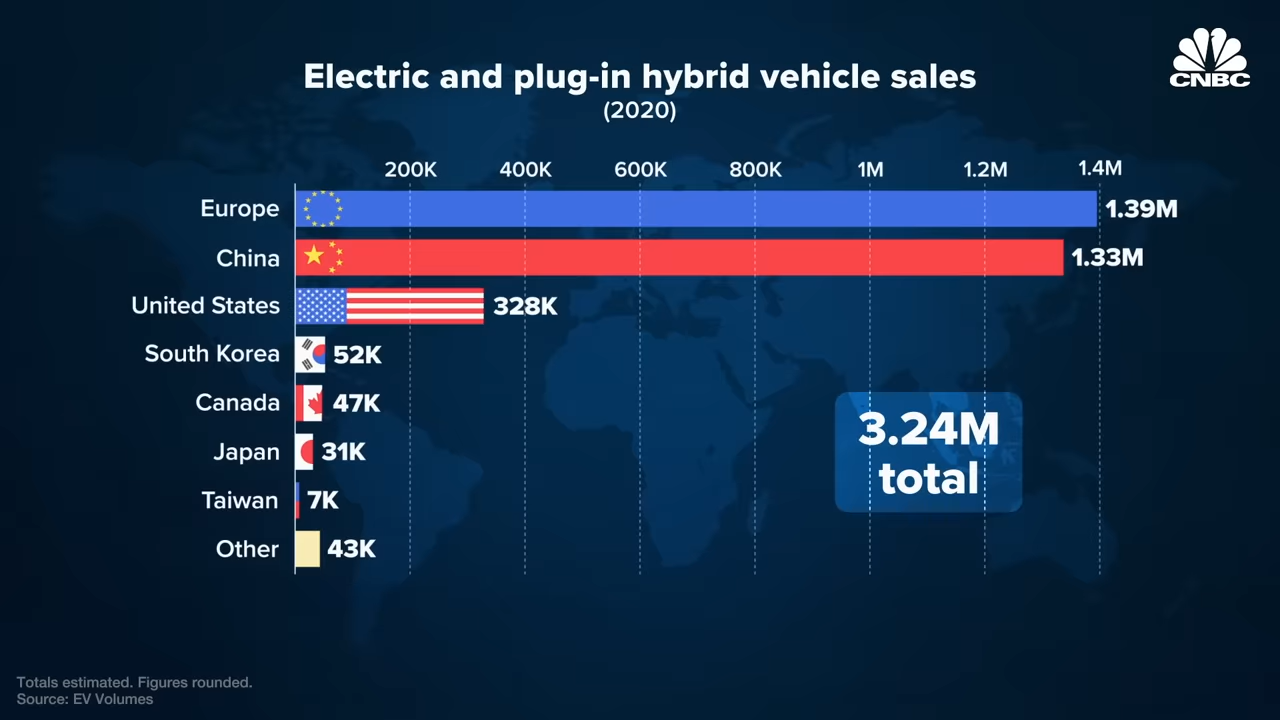 CNBC
Electric and plug-in hybrid vehicle sales
(2020)
200K 400K 600K 800K 1M 1.2M 1.4M
Europe 1.39M
China 1.33M
United States 328K
South Korea 52K
Canada 47K
Japan 31K
Taiwan 7K
Other 43K
3.24M
total
Totals estimated. Figures rounded.
Source: EV Volumes